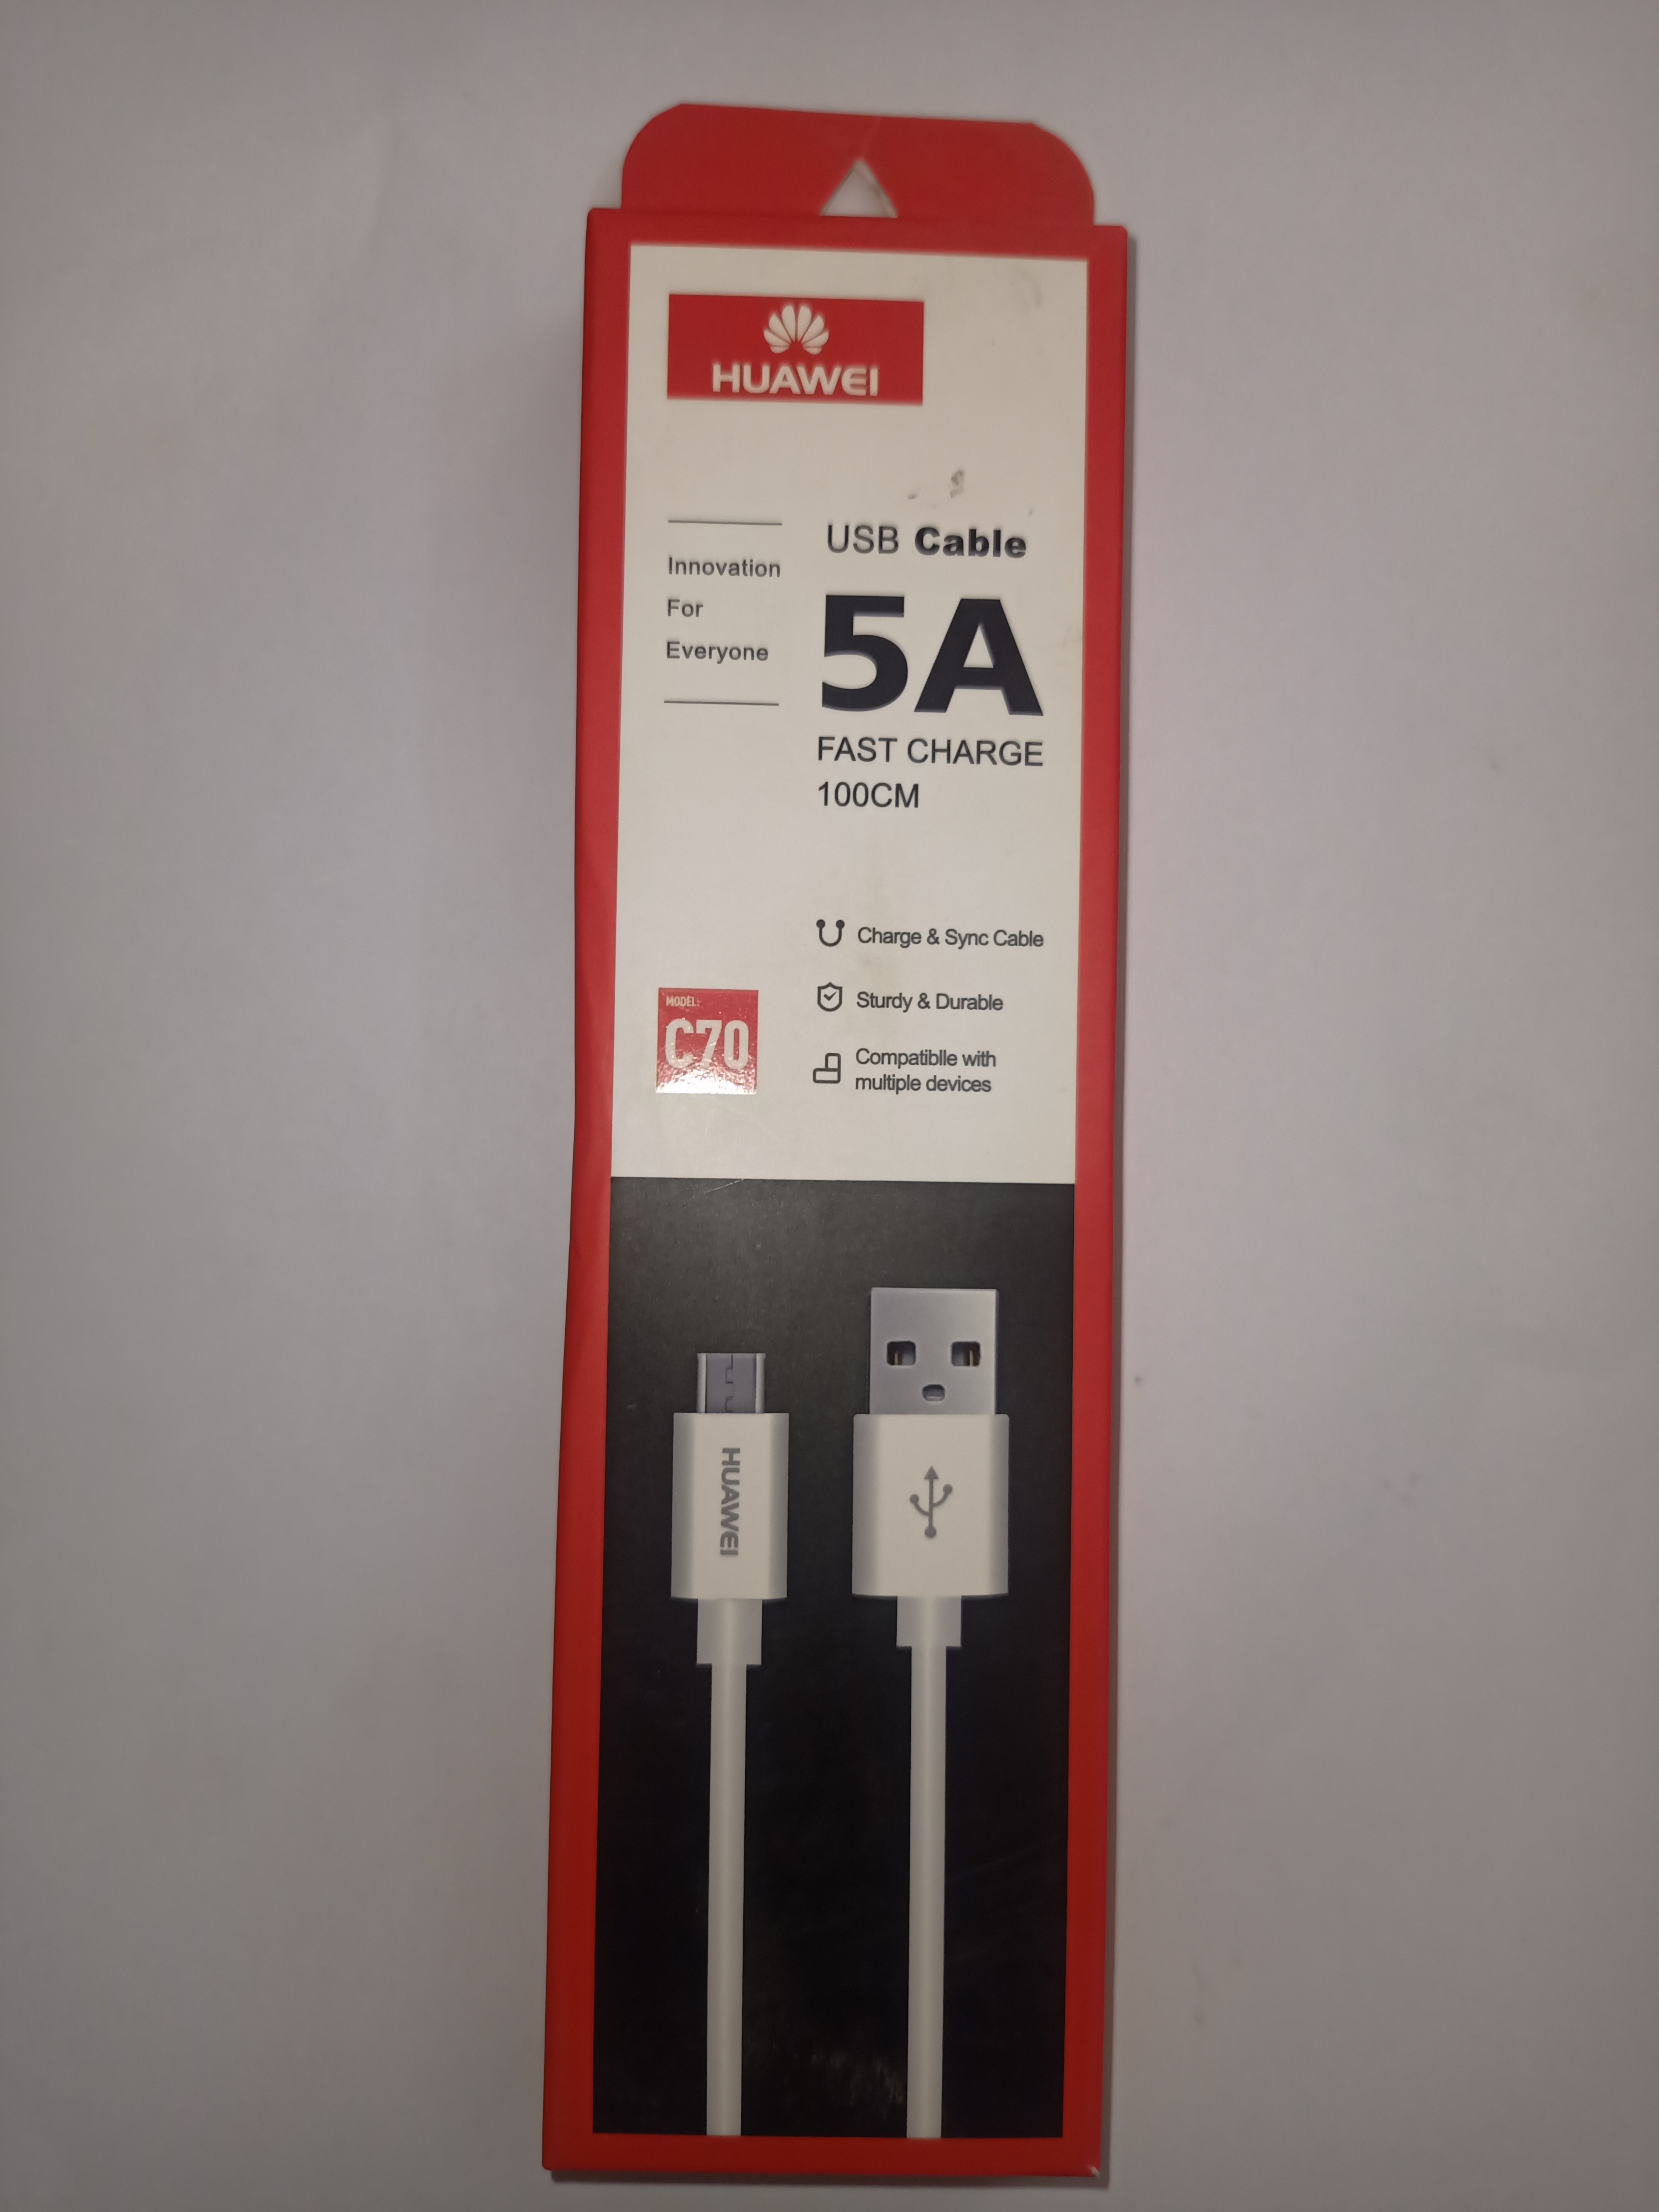 HUAWEI
Innovation
For
Everyone
USB Cable
5A
FAST CHARGE
100CM
Charge & Sync Cable
Sturdy & Durable
Compatiblle with
multiple devices
MODEL:
C70
HUAWEI